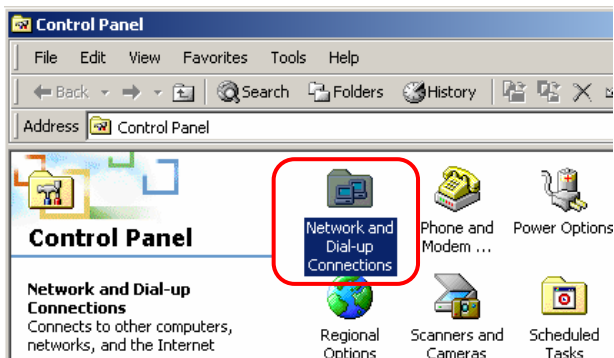 Control Panel
File Edit View Favorites Tools Help
Back Search Folders History
Address Control Panel
Control Panel
Network and Dial-up
Connections
Connects to other computers,
networks, and the Internet
Network and
Dial-up
Connections
Phone and
Modem ...
Power Options
Regional
Options
Scanners and
Cameras
Scheduled
Tasks